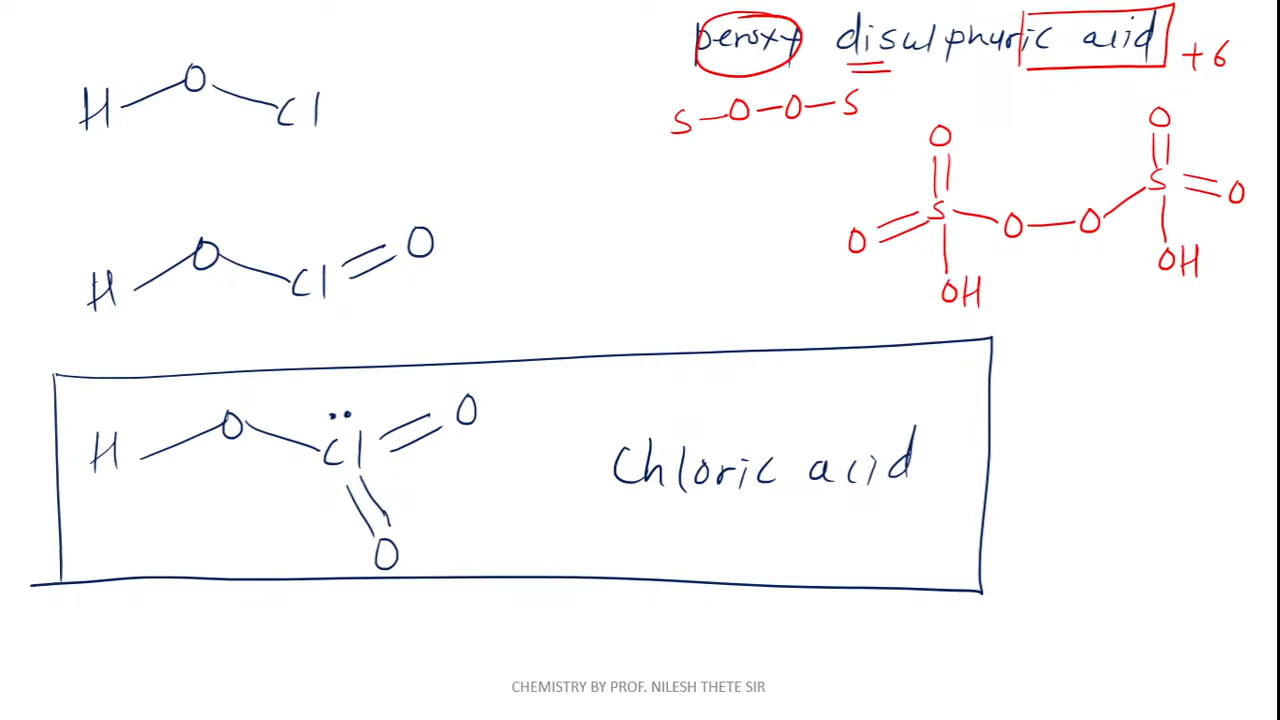 peroxy disulphuric acid +6
S-O-O-S
H O Cl
O O
O S O O S O
OH OH
H O Cl O
H O Cl O
O
Chloric acid
CHEMISTRY BY PROF. NILESH THETE SIR